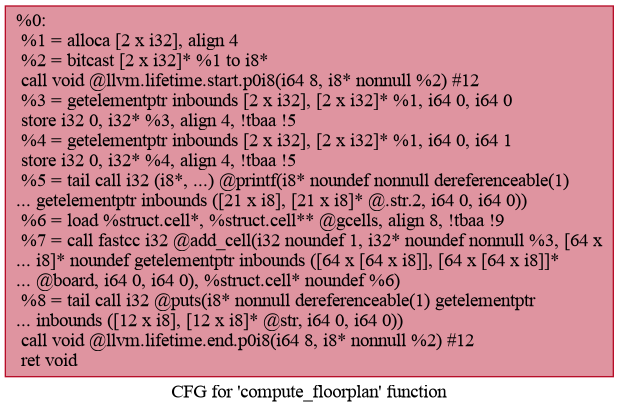 %0:
%1 = alloca [2 x i32], align 4
%2 = bitcast [2 x i32]* %1 to i8*
call void @llvm.lifetime.start.p0i8(i64 8, i8* nonnull %2) #12
%3 = getelementptr inbounds [2 x i32], [2 x i32]* %1, i64 0, i64 0
store i32 0, i32* %3, align 4, !tbaa !5
%4 = getelementptr inbounds [2 x i32], [2 x i32]* %1, i64 0, i64 1
store i32 0, i32* %4, align 4, !tbaa !5
%5 = tail call i32 (i8*, ...) @printf(i8* noundef nonnull dereferenceable(1)
... getelementptr inbounds ([21 x i8], [21 x i8]* @.str.2, i64 0, i64 0))
%6 = load %struct.cell*, %struct.cell** @gcells, align 8, !tbaa !9
%7 = call fastcc i32 @add_cell(i32 noundef 1, i32* noundef nonnull %3, [64 x
... i8]* noundef getelementptr inbounds ([64 x [64 x i8]], [64 x [64 x i8]]*
... @board, i64 0, i64 0), %struct.cell* noundef %6)
%8 = tail call i32 @puts(i8* nonnull dereferenceable(1) getelementptr
... inbounds ([12 x i8], [12 x i8]* @str, i64 0, i64 0))
call void @llvm.lifetime.end.p0i8(i64 8, i8* nonnull %2) #12
ret void
CFG for 'compute_floorplan' function